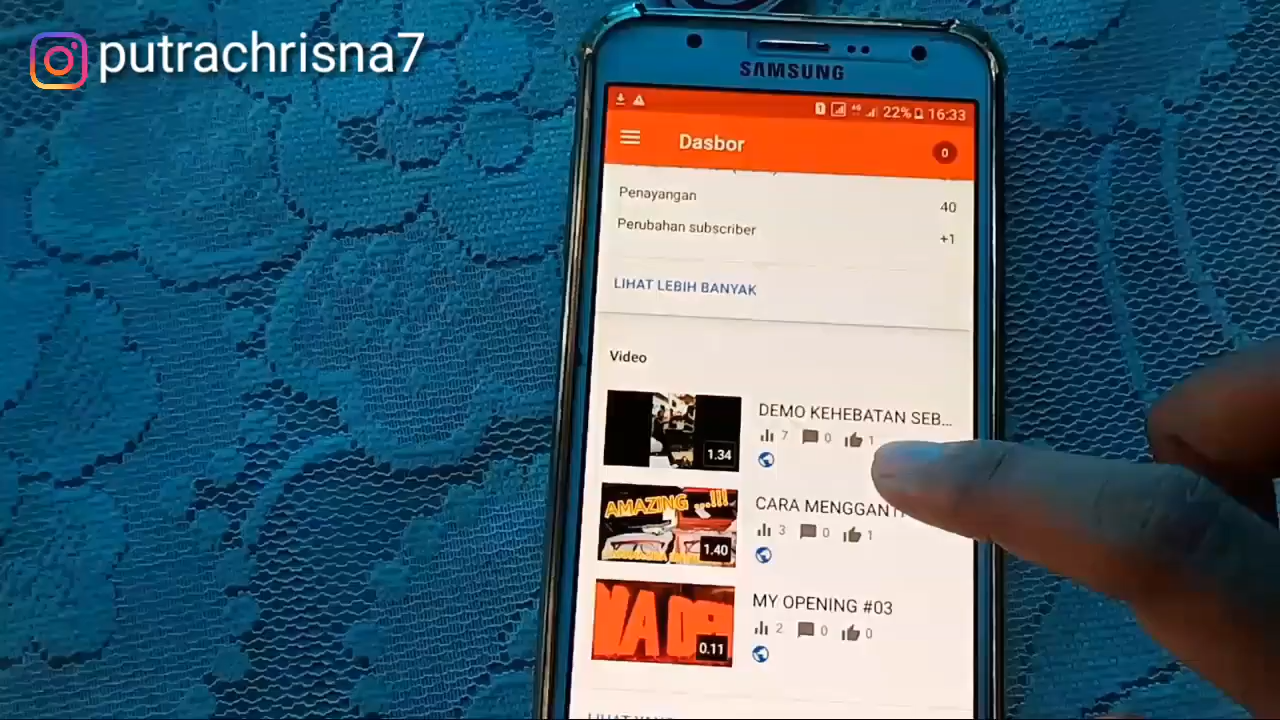 putrachrisna7
SAMSUNG
22% 16:33
Dasbor
0
Penayangan
40
Perubahan subscriber
+1
LIHAT LEBIH BANYAK
Video
DEMO KEHEBATAN SEB...
7 0 1
1.34
AMAZING ...!!!
CARA MENGGANTI
3 0 1
1.40
MY OPENING #03
2 0 0
0.11